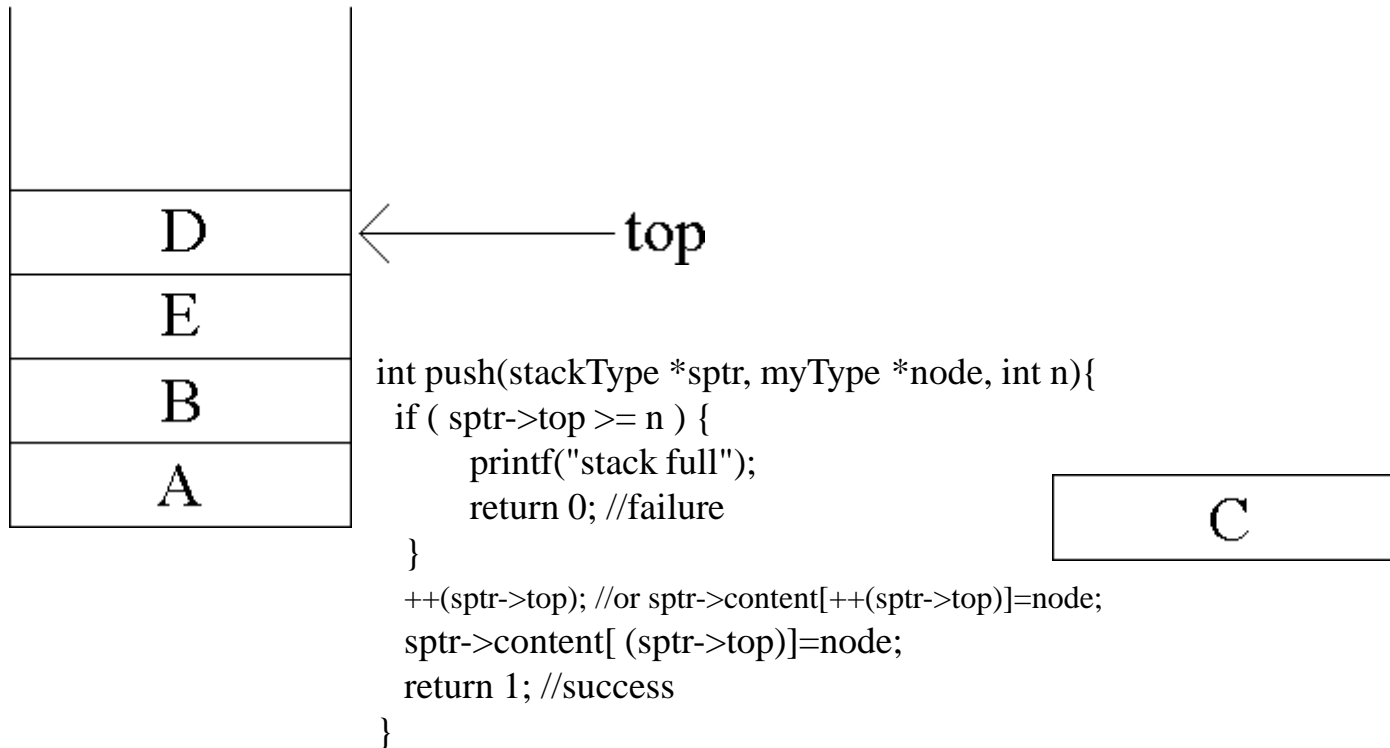 D
top
E
B
A
int push(stackType *sptr, myType *node, int n){
if ( sptr->top >= n ) {
printf("stack full");
return 0; //failure
}
++(sptr->top); //or sptr->content[++(sptr->top)]=node;
sptr->content[ (sptr->top)]=node;
return 1; //success
}
C